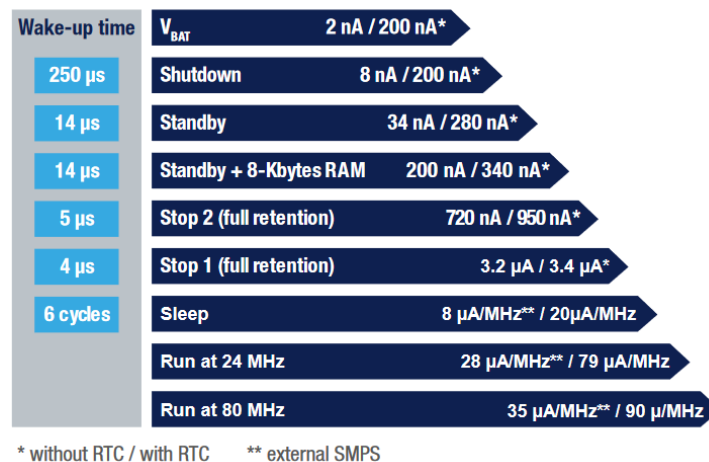 Wake-up time VBAT 2 nA / 200 nA*
250 µs Shutdown 8 nA / 200 nA*
14 µs Standby 34 nA / 280 nA*
14 µs Standby + 8-Kbytes RAM 200 nA / 340 nA*
5 µs Stop 2 (full retention) 720 nA / 950 nA*
4 µs Stop 1 (full retention) 3.2 µA / 3.4 µA*
6 cycles Sleep 8 µA/MHz** / 20µA/MHz
Run at 24 MHz 28 µA/MHz** / 79 µA/MHz
Run at 80 MHz 35 µA/MHz** / 90 µ/MHz
* without RTC / with RTC ** external SMPS